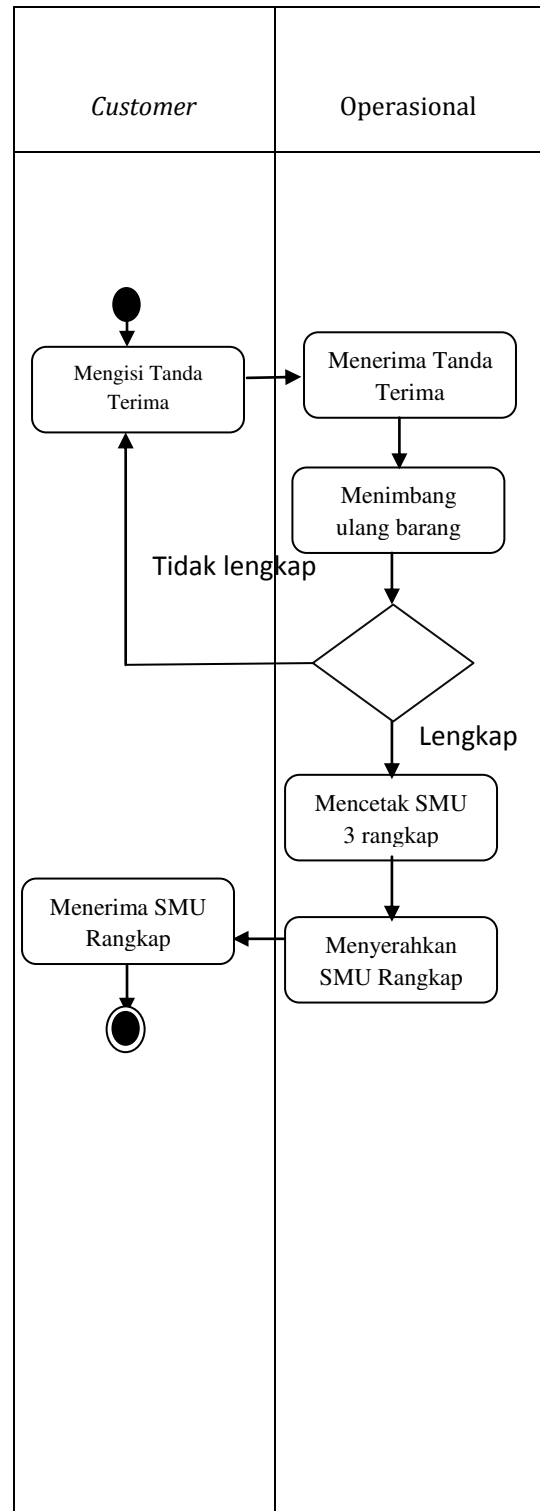 Customer
Operasional
Mengisi Tanda
Terima
Menerima Tanda
Terima
Menimbang
ulang barang
Tidak lengkap
Lengkap
Mencetak SMU
3 rangkap
Menerima SMU
Rangkap
Menyerahkan
SMU Rangkap